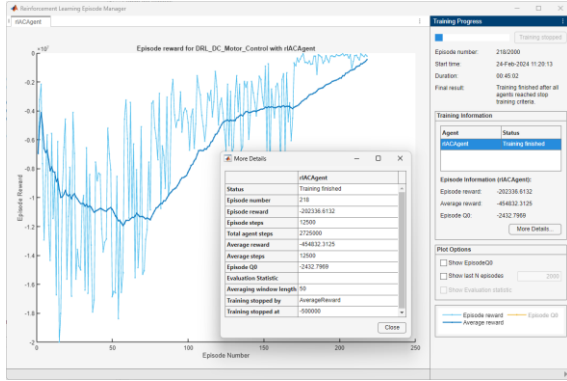 Reinforcement Learning Episode Manager
rlACAgent
×10⁷
Episode reward for DRL_DC_Motor_Control with rlACAgent
0
-0.2
-0.4
-0.6
-0.8
-1
-1.2
-1.4
-1.6
-1.8
-2
0
50
100
150
200
250
Episode Reward
Episode Number
More Details
rlACAgent
Status Training finished
Episode number 218
Episode reward -202336.6132
Episode steps 12500
Total agent steps 2725000
Average reward -454832.3125
Average steps 12500
Episode Q0 -2432.7969
Evaluation Statistic
Averaging window length 50
Training stopped by AverageReward
Training stopped at -500000
Close
Training Progress
Training stopped
Episode number: 218/2000
Start time: 24-Feb-2024 11:20:13
Duration: 00:45:02
Final result: Training finished after all
agents reached stop
training criteria.
Training Information
Agent Status
rlACAgent Training finished
Episode Information (rlACAgent):
Episode reward: -202336.6132
Average reward: -454832.3125
Episode Q0: -2432.7969
More Details...
Plot Options
Show EpisodeQ0
Show last N episodes 2000
Show Evaluation statistic
Episode reward Episode Q0
Average reward